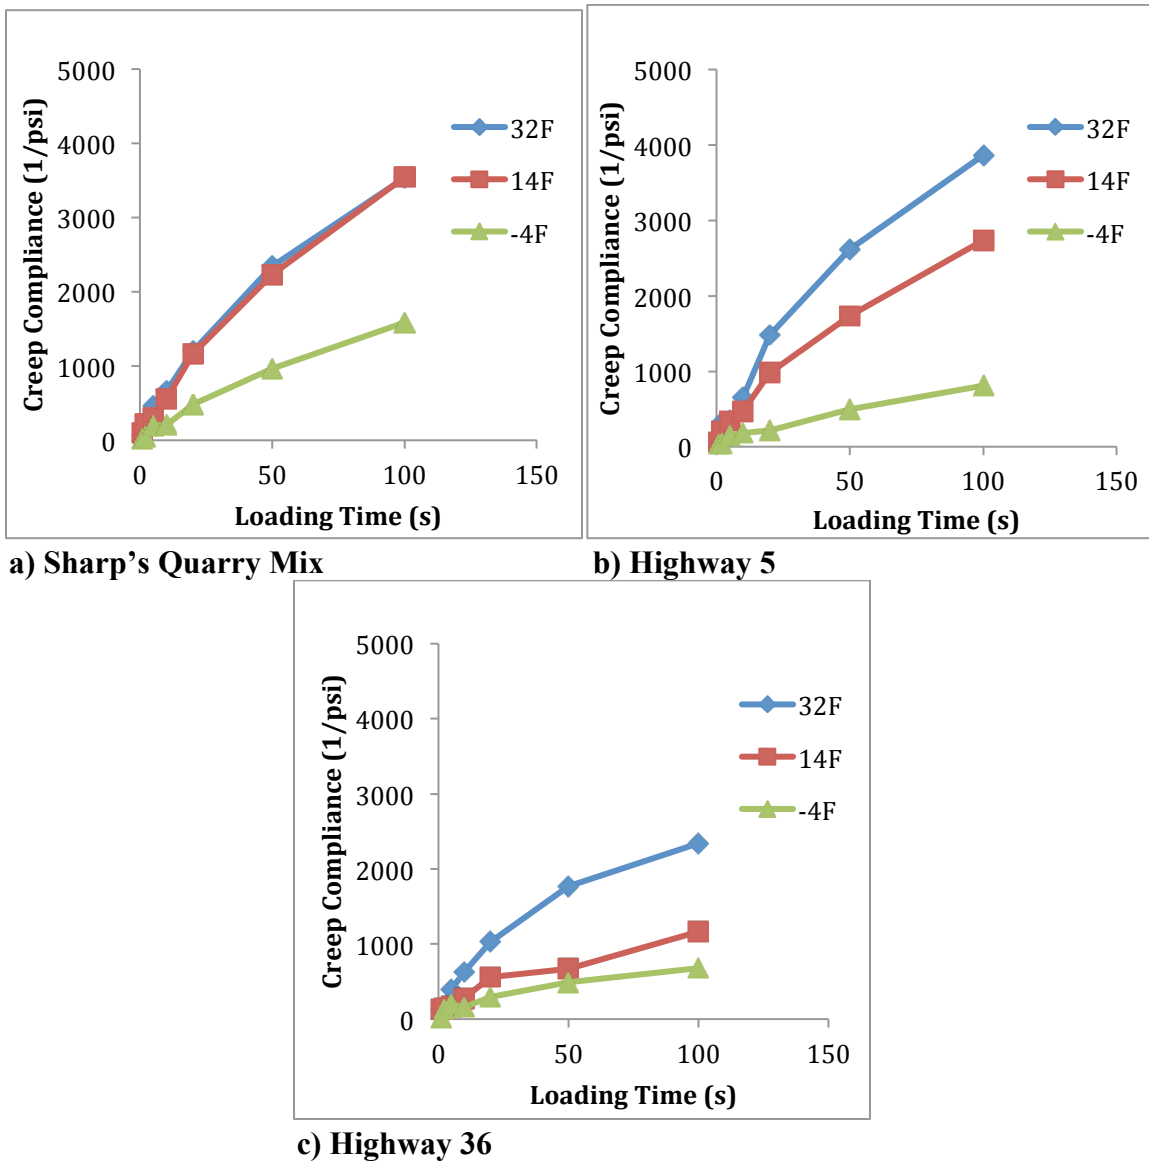 5000
4000
3000
2000
1000
0
Creep Compliance (1/psi)
32F
14F
-4F
0
50
100
150
Loading Time (s)
a) Sharp’s Quarry Mix
5000
4000
3000
2000
1000
0
Creep Compliance (1/psi)
32F
14F
-4F
0
50
100
150
Loading Time (s)
b) Highway 5
5000
4000
3000
2000
1000
0
Creep Compliance (1/psi)
32F
14F
-4F
0
50
100
150
Loading Time (s)
c) Highway 36